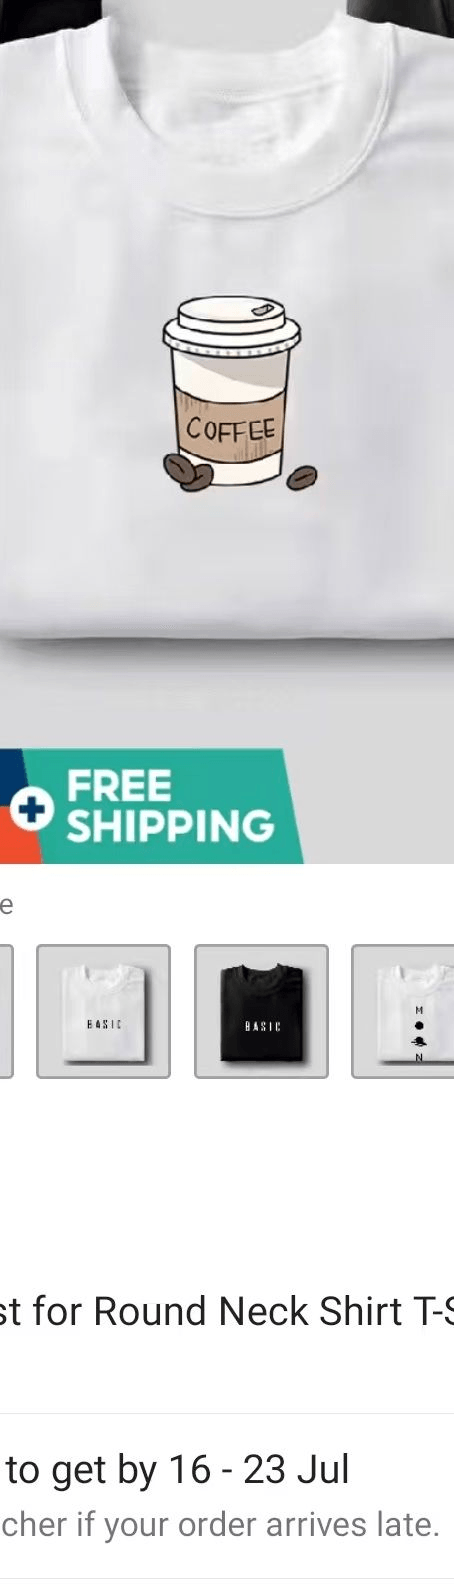 COFFEE
FREE
SHIPPING
e
BASIC
BASIC
M
N
st for Round Neck Shirt T-S
to get by 16 - 23 Jul
cher if your order arrives late.